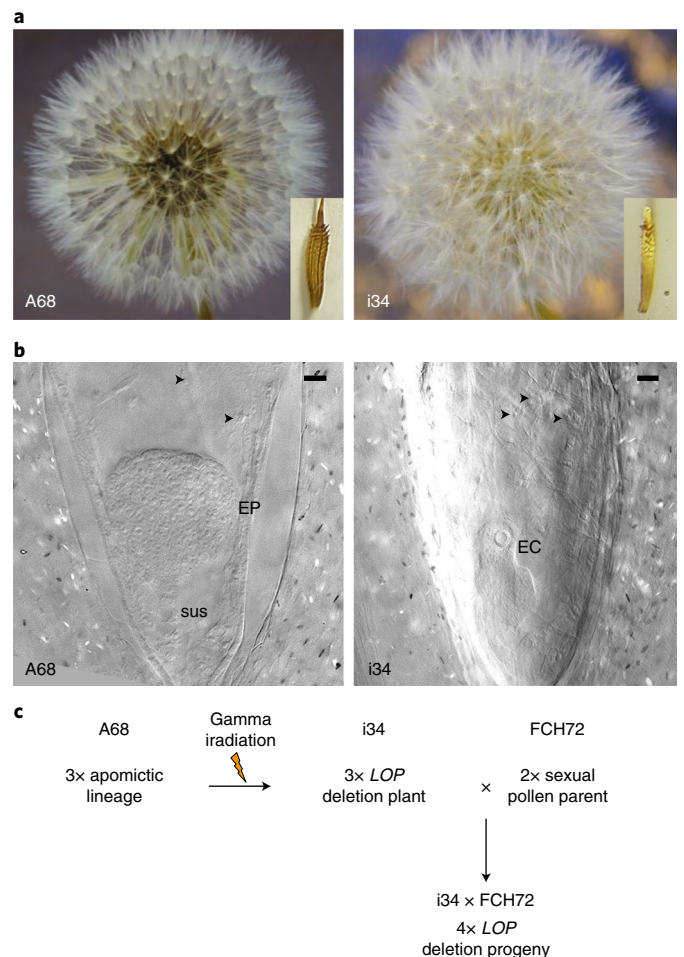 a
A68
i34
b
EP
sus
A68
EC
i34
c
A68
Gamma
irradiation
i34
FCH72
3× apomictic
lineage
3× LOP
deletion plant
×
2× sexual
pollen parent
i34 × FCH72
4× LOP
deletion progeny